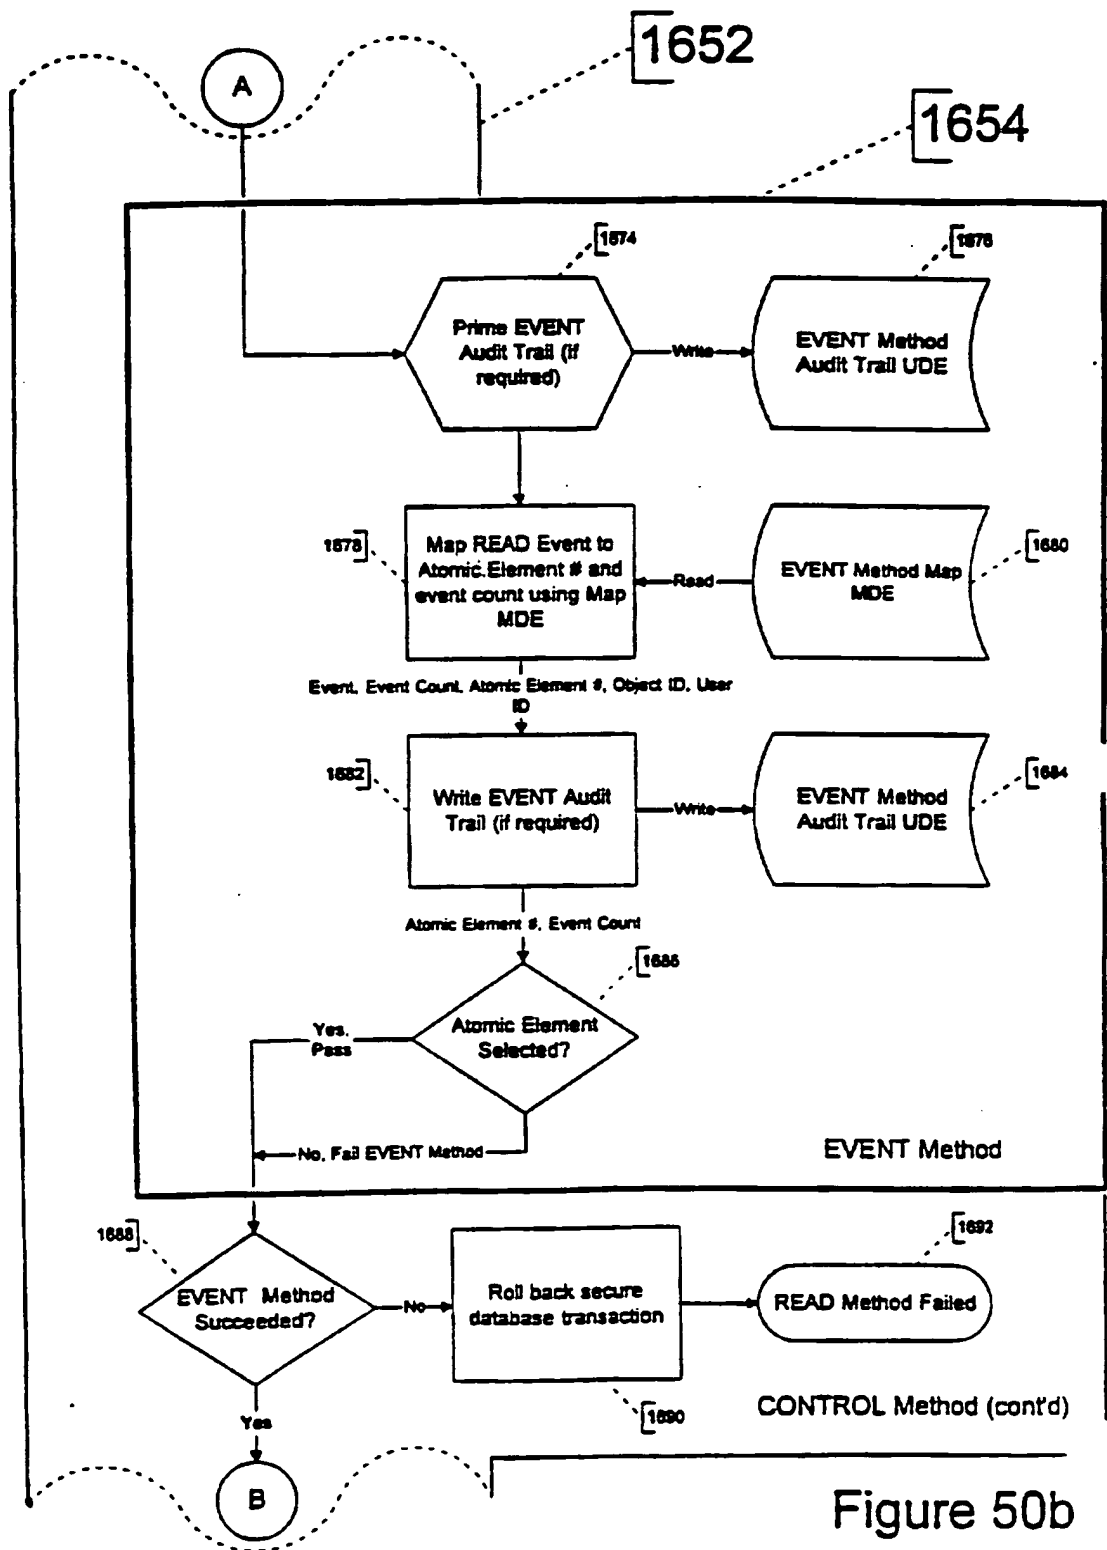 1652
A
1654
1674
1676
Prime EVENT
Audit Trail (if
required)
Write
EVENT Method
Audit Trail UDE
1678
Map READ Event to
Atomic Element # and
event count using Map
MDE
Read
1680
EVENT Method Map
MDE
Event, Event Count, Atomic Element #, Object ID, User
ID
1682
Write EVENT Audit
Trail (if required)
Write
1684
EVENT Method
Audit Trail UDE
Atomic Element #, Event Count
1686
Atomic Element
Selected?
Yes,
Pass
No, Fail EVENT Method
EVENT Method
1688
EVENT Method
Succeeded?
No
Roll back secure
database transaction
1690
1692
READ Method Failed
CONTROL Method (cont'd)
Yes
B
Figure 50b